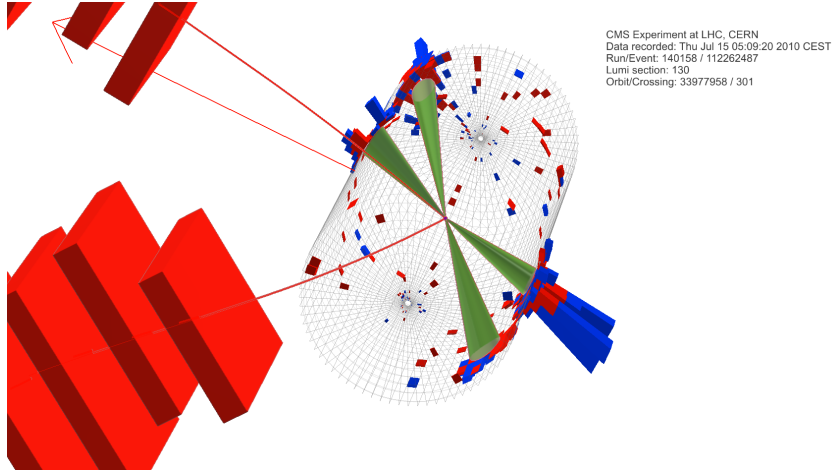 CMS Experiment at LHC, CERN
Data recorded: Thu Jul 15 05:09:20 2010 CEST
Run/Event: 140158 / 112262487
Lumi section: 130
Orbit/Crossing: 33977958 / 301